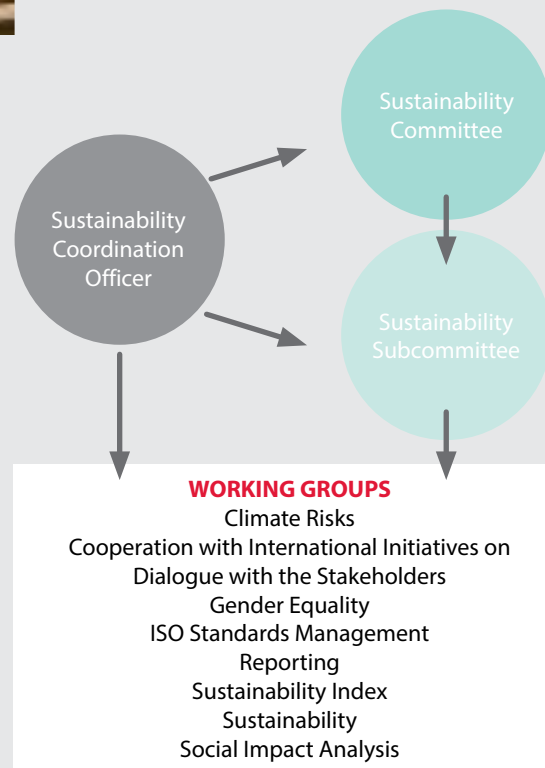 Sustainability
Committee
Sustainability
Coordination
Officer
Sustainability
Subcommittee
WORKING GROUPS
Climate Risks
Cooperation with International Initiatives on
Dialogue with the Stakeholders
Gender Equality
ISO Standards Management
Reporting
Sustainability Index
Sustainability
Social Impact Analysis